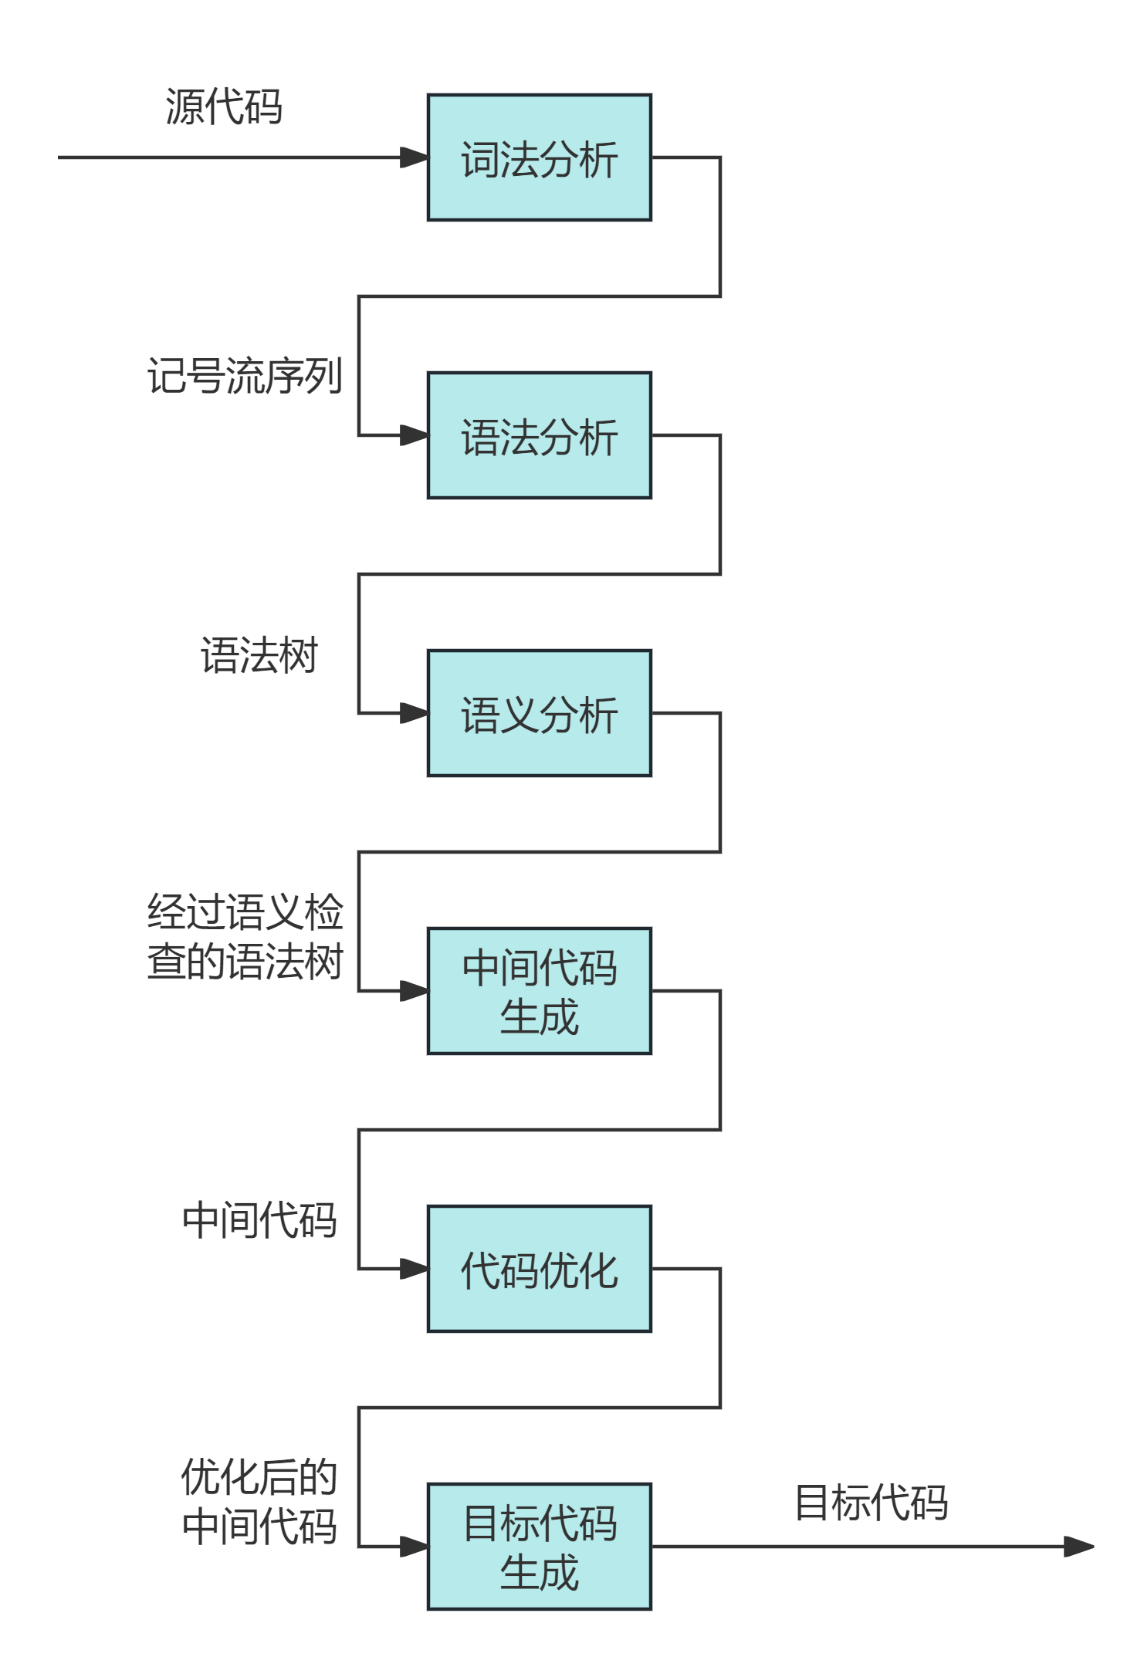 源代码
词法分析
记号流序列
语法分析
语法树
语义分析
经过语义检
查的语法树
中间代码
生成
中间代码
代码优化
优化后的
中间代码
目标代码
生成
目标代码